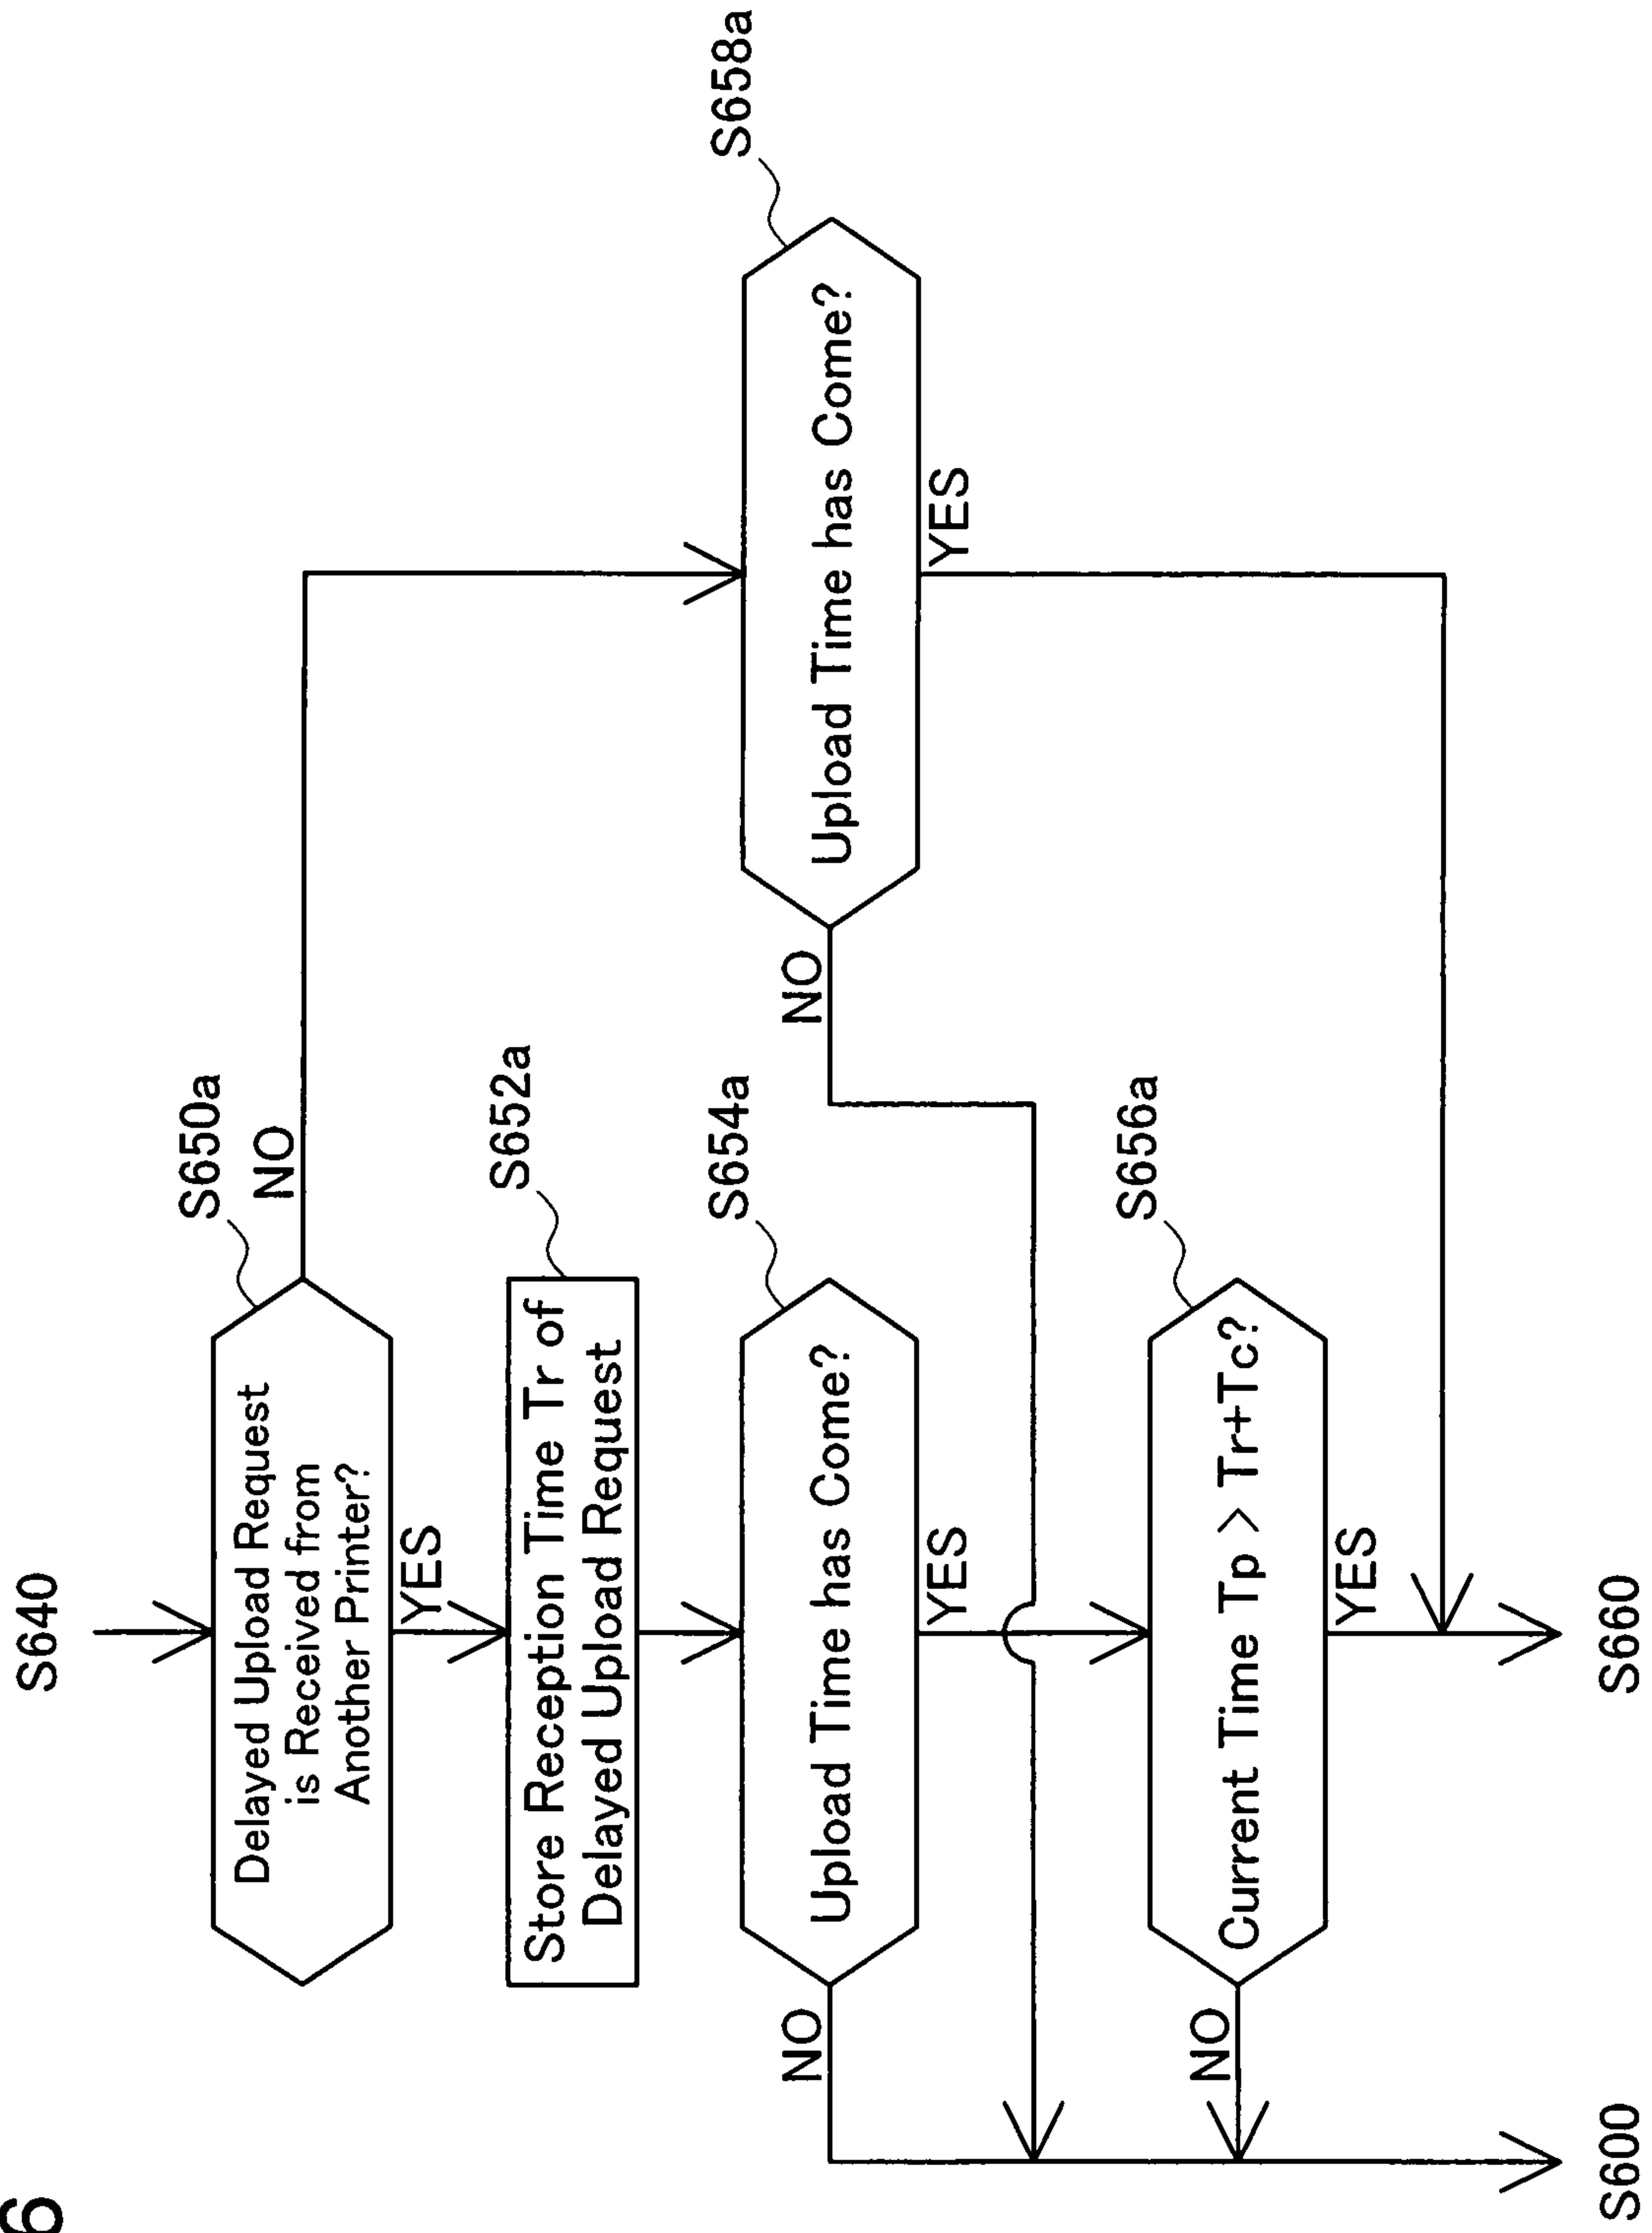 6
S640
S650a
NO
Delayed Upload Request
is Received from
Another Printer?
YES
S652a
Store Reception Time Tr of
Delayed Upload Request
S654a
Upload Time has Come?
NO
YES
S658a
Upload Time has Come?
NO
YES
S656a
Current Time Tp > Tr+Tc?
NO
YES
S600
S660